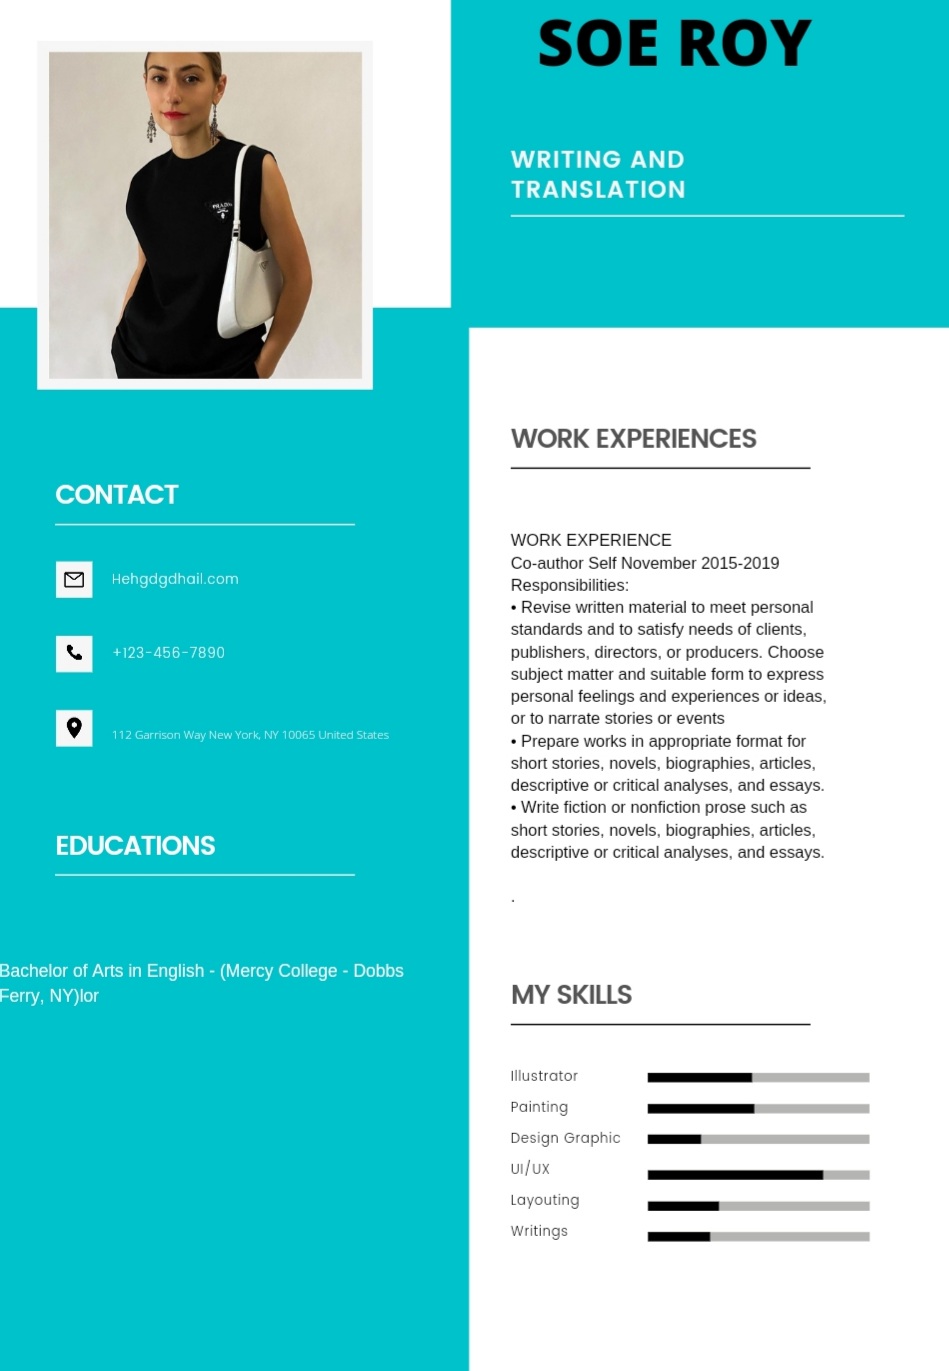 SOE ROY
WRITING AND
TRANSLATION
PRADA
CONTACT
Hehgdgdhail.com
+123-456-7890
112 Garrison Way New York, NY 10065 United States
EDUCATIONS
Bachelor of Arts in English - (Mercy College - Dobbs
Ferry, NY)lor
WORK EXPERIENCES
WORK EXPERIENCE
Co-author Self November 2015-2019
Responsibilities:
• Revise written material to meet personal
standards and to satisfy needs of clients,
publishers, directors, or producers. Choose
subject matter and suitable form to express
personal feelings and experiences or ideas,
or to narrate stories or events
• Prepare works in appropriate format for
short stories, novels, biographies, articles,
descriptive or critical analyses, and essays.
• Write fiction or nonfiction prose such as
short stories, novels, biographies, articles,
descriptive or critical analyses, and essays.
.
MY SKILLS
Illustrator
Painting
Design Graphic
UI/UX
Layouting
Writings